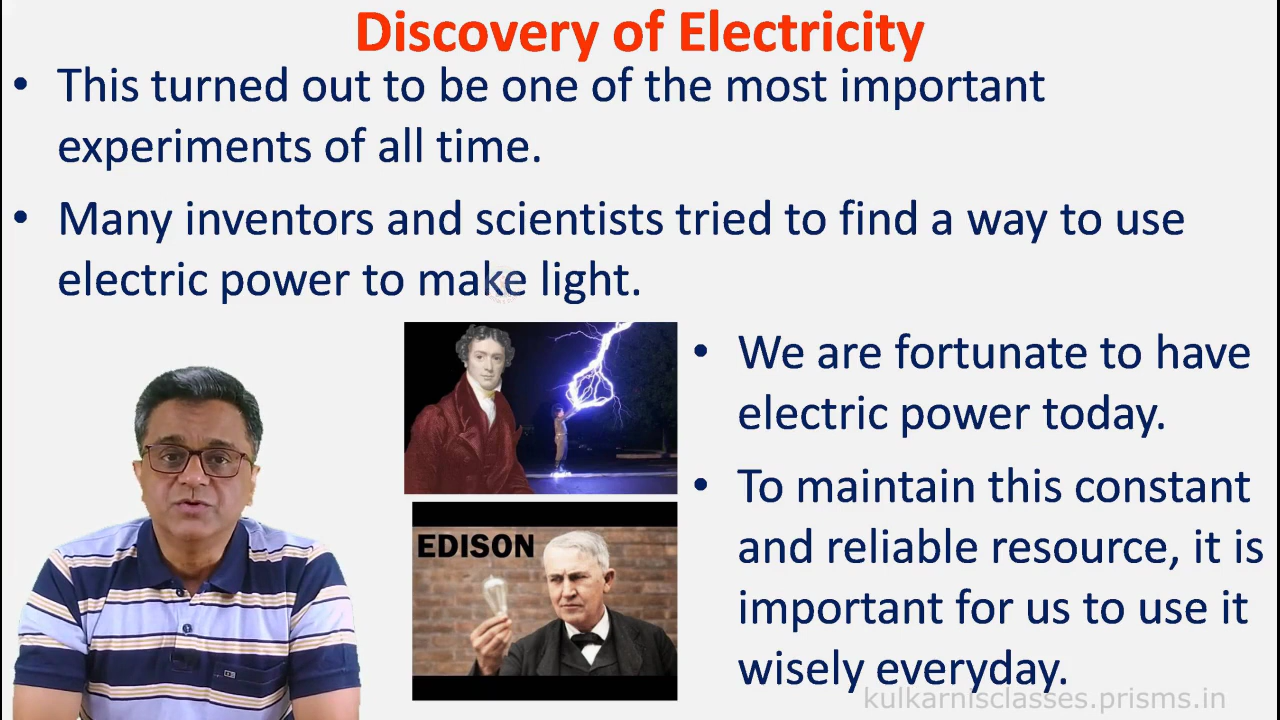 Discovery of Electricity
• This turned out to be one of the most important
experiments of all time.
• Many inventors and scientists tried to find a way to use
electric power to make light.
• We are fortunate to have
electric power today.
• To maintain this constant
and reliable resource, it is
important for us to use it
wisely everyday.
EDISON
kulkarnisclasses.prisms.in